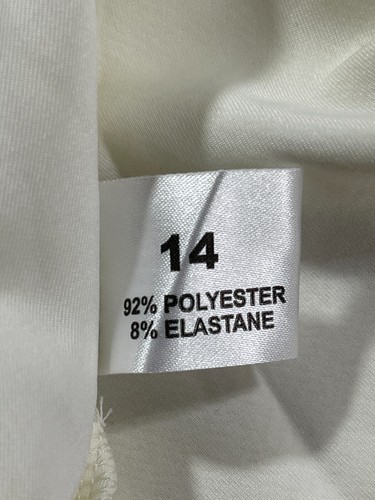 14
92% POLYESTER
8% ELASTANE